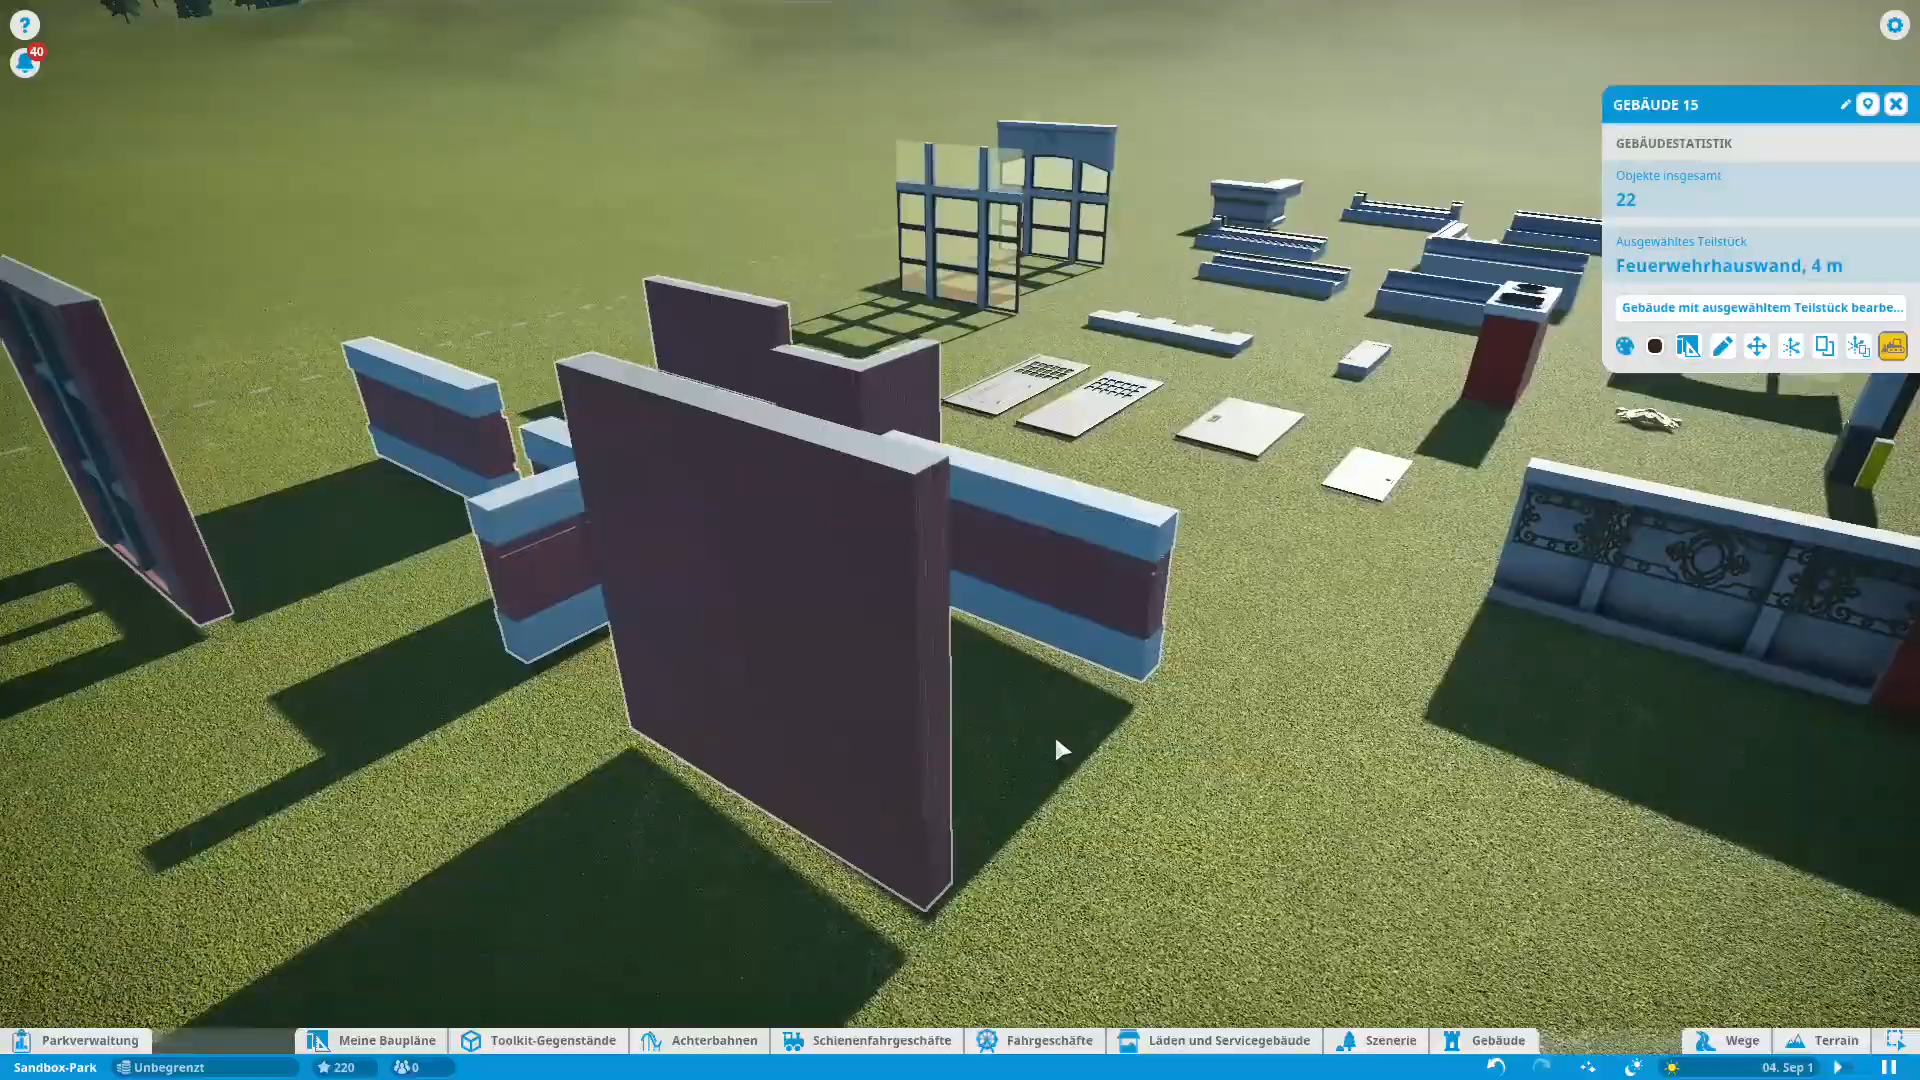 ?
40
GEBÄUDE 15
GEBÄUDESTATISTIK
Objekte insgesamt
22
Ausgewähltes Teilstück
Feuerwehrhauswand, 4 m
Gebäude mit ausgewähltem Teilstück bearbe...
Parkverwaltung
Meine Baupläne
Toolkit-Gegenstände
Achterbahnen
Schienenfahrgeschäfte
Fahrgeschäfte
Läden und Servicegebäude
Szenerie
Gebäude
Wege
Terrain
Sandbox-Park
Unbegrenzt
220
0
04. Sep 1